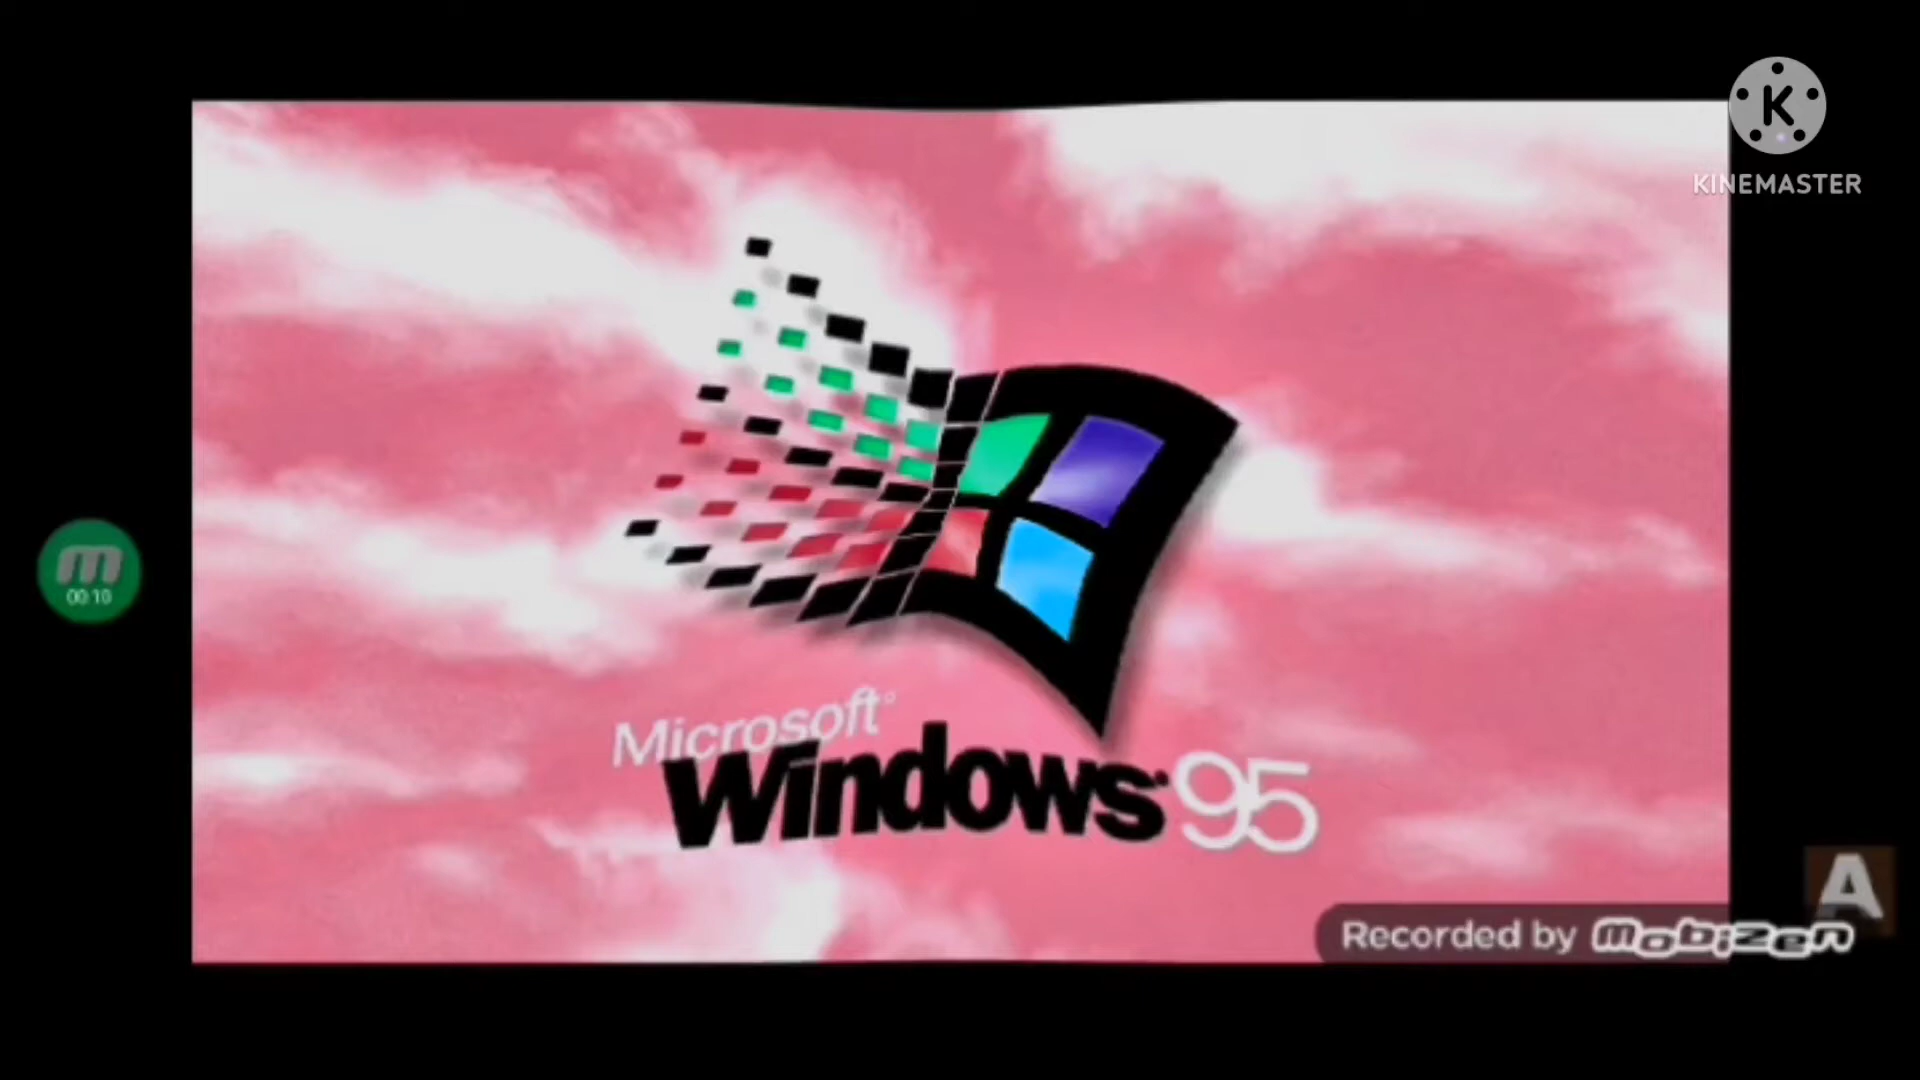 K
KINEMASTER
m
00:10
Microsoft
Windows 95
A
Recorded by mobizen